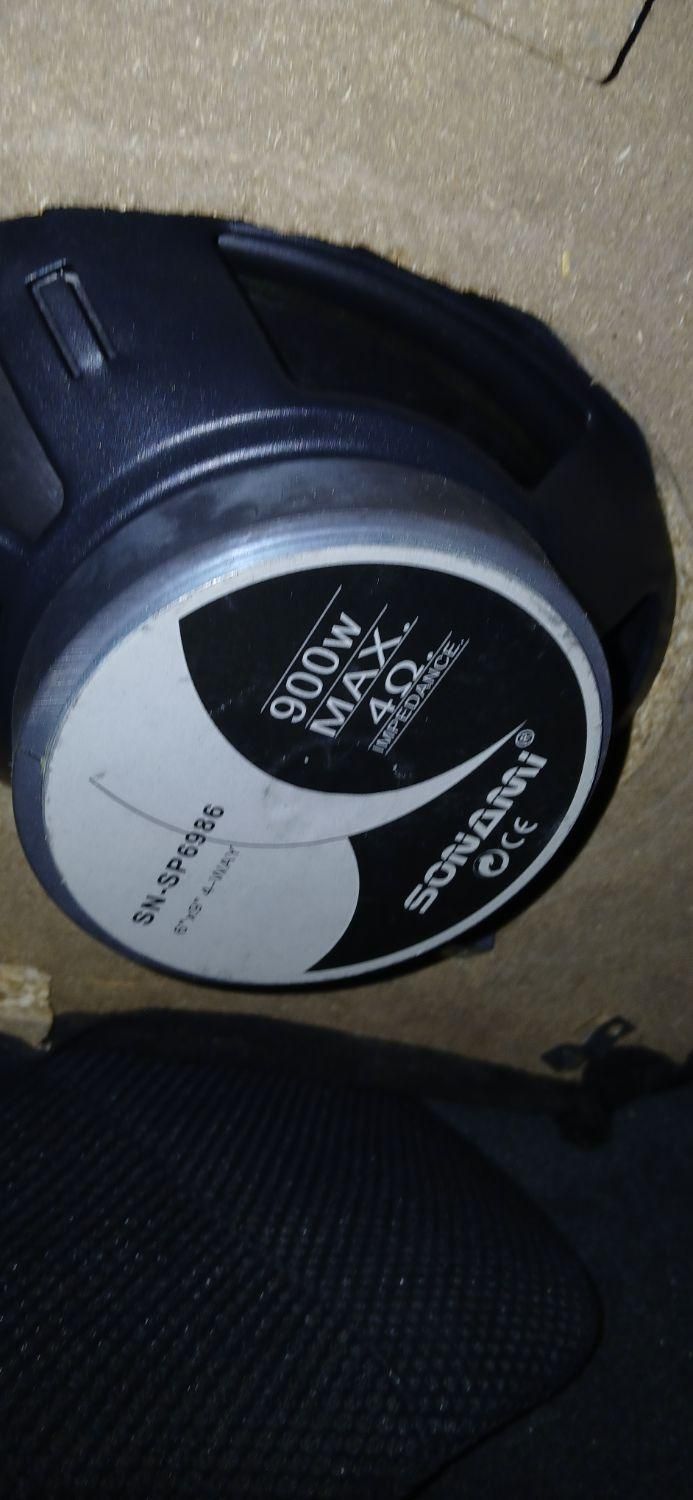 900w
MAX.
4Ω.
IMPEDANCE.
SONAMI®
CE
SN-SP6986
6"x9" 4-WAY